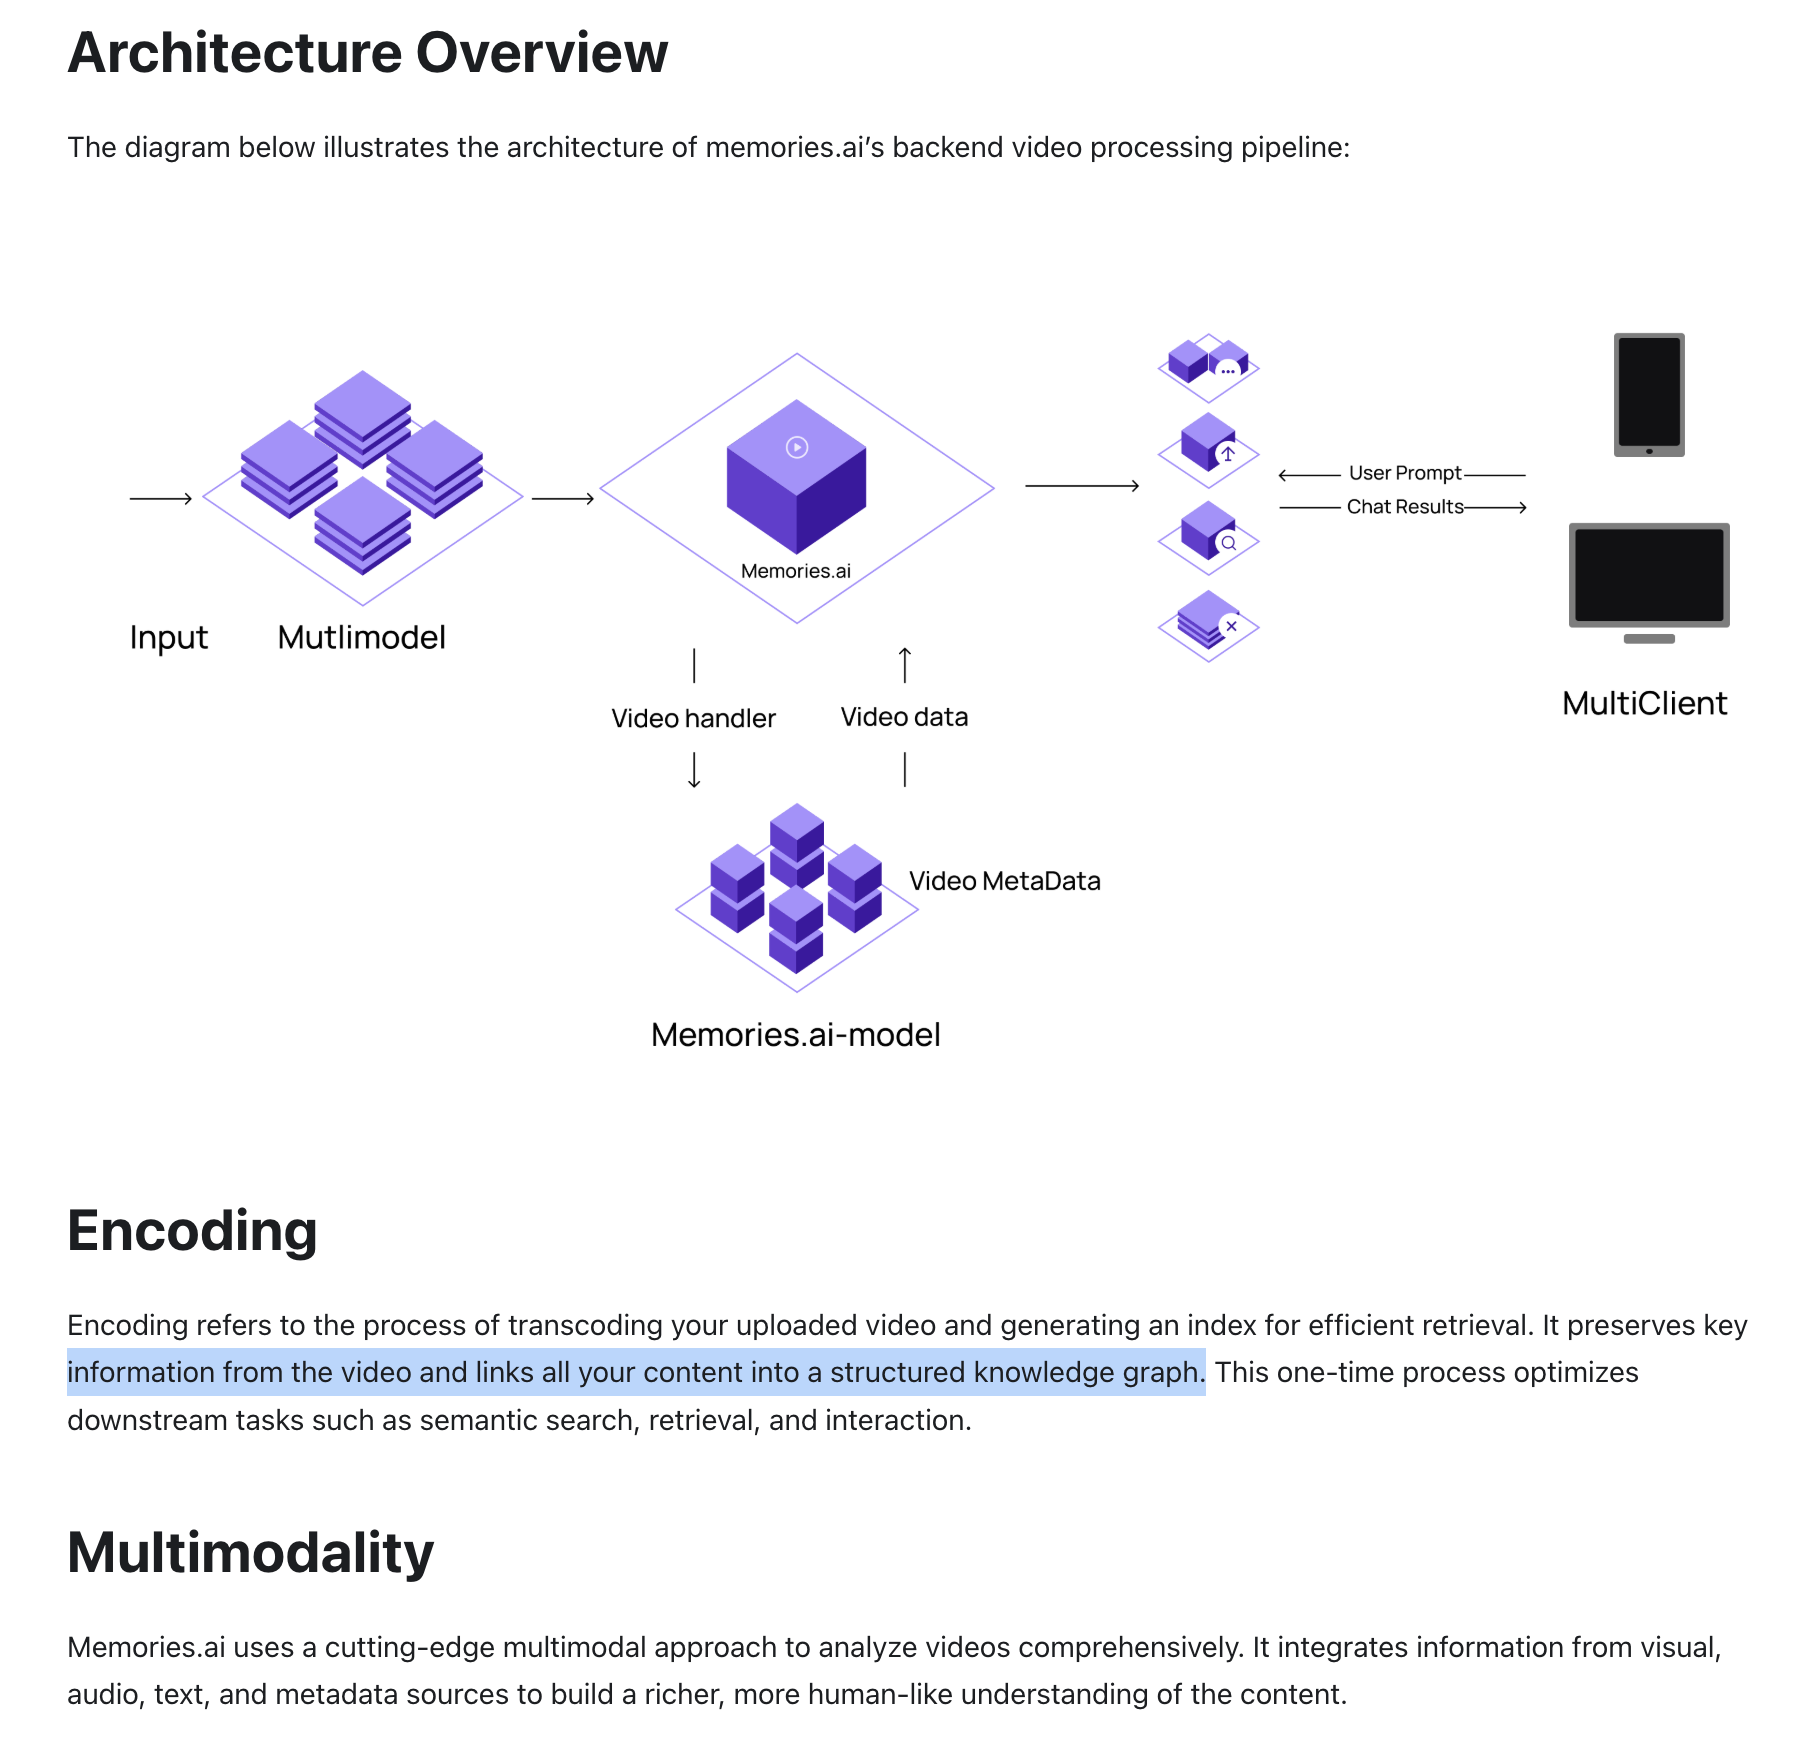 Architecture Overview
The diagram below illustrates the architecture of memories.ai’s backend video processing pipeline:
User Prompt
Chat Results
Memories.ai
Input
Mutlimodel
MultiClient
Video handler
Video data
Video MetaData
Memories.ai-model
Encoding
Encoding refers to the process of transcoding your uploaded video and generating an index for efficient retrieval. It preserves key
information from the video and links all your content into a structured knowledge graph. This one-time process optimizes
downstream tasks such as semantic search, retrieval, and interaction.
Multimodality
Memories.ai uses a cutting-edge multimodal approach to analyze videos comprehensively. It integrates information from visual,
audio, text, and metadata sources to build a richer, more human-like understanding of the content.